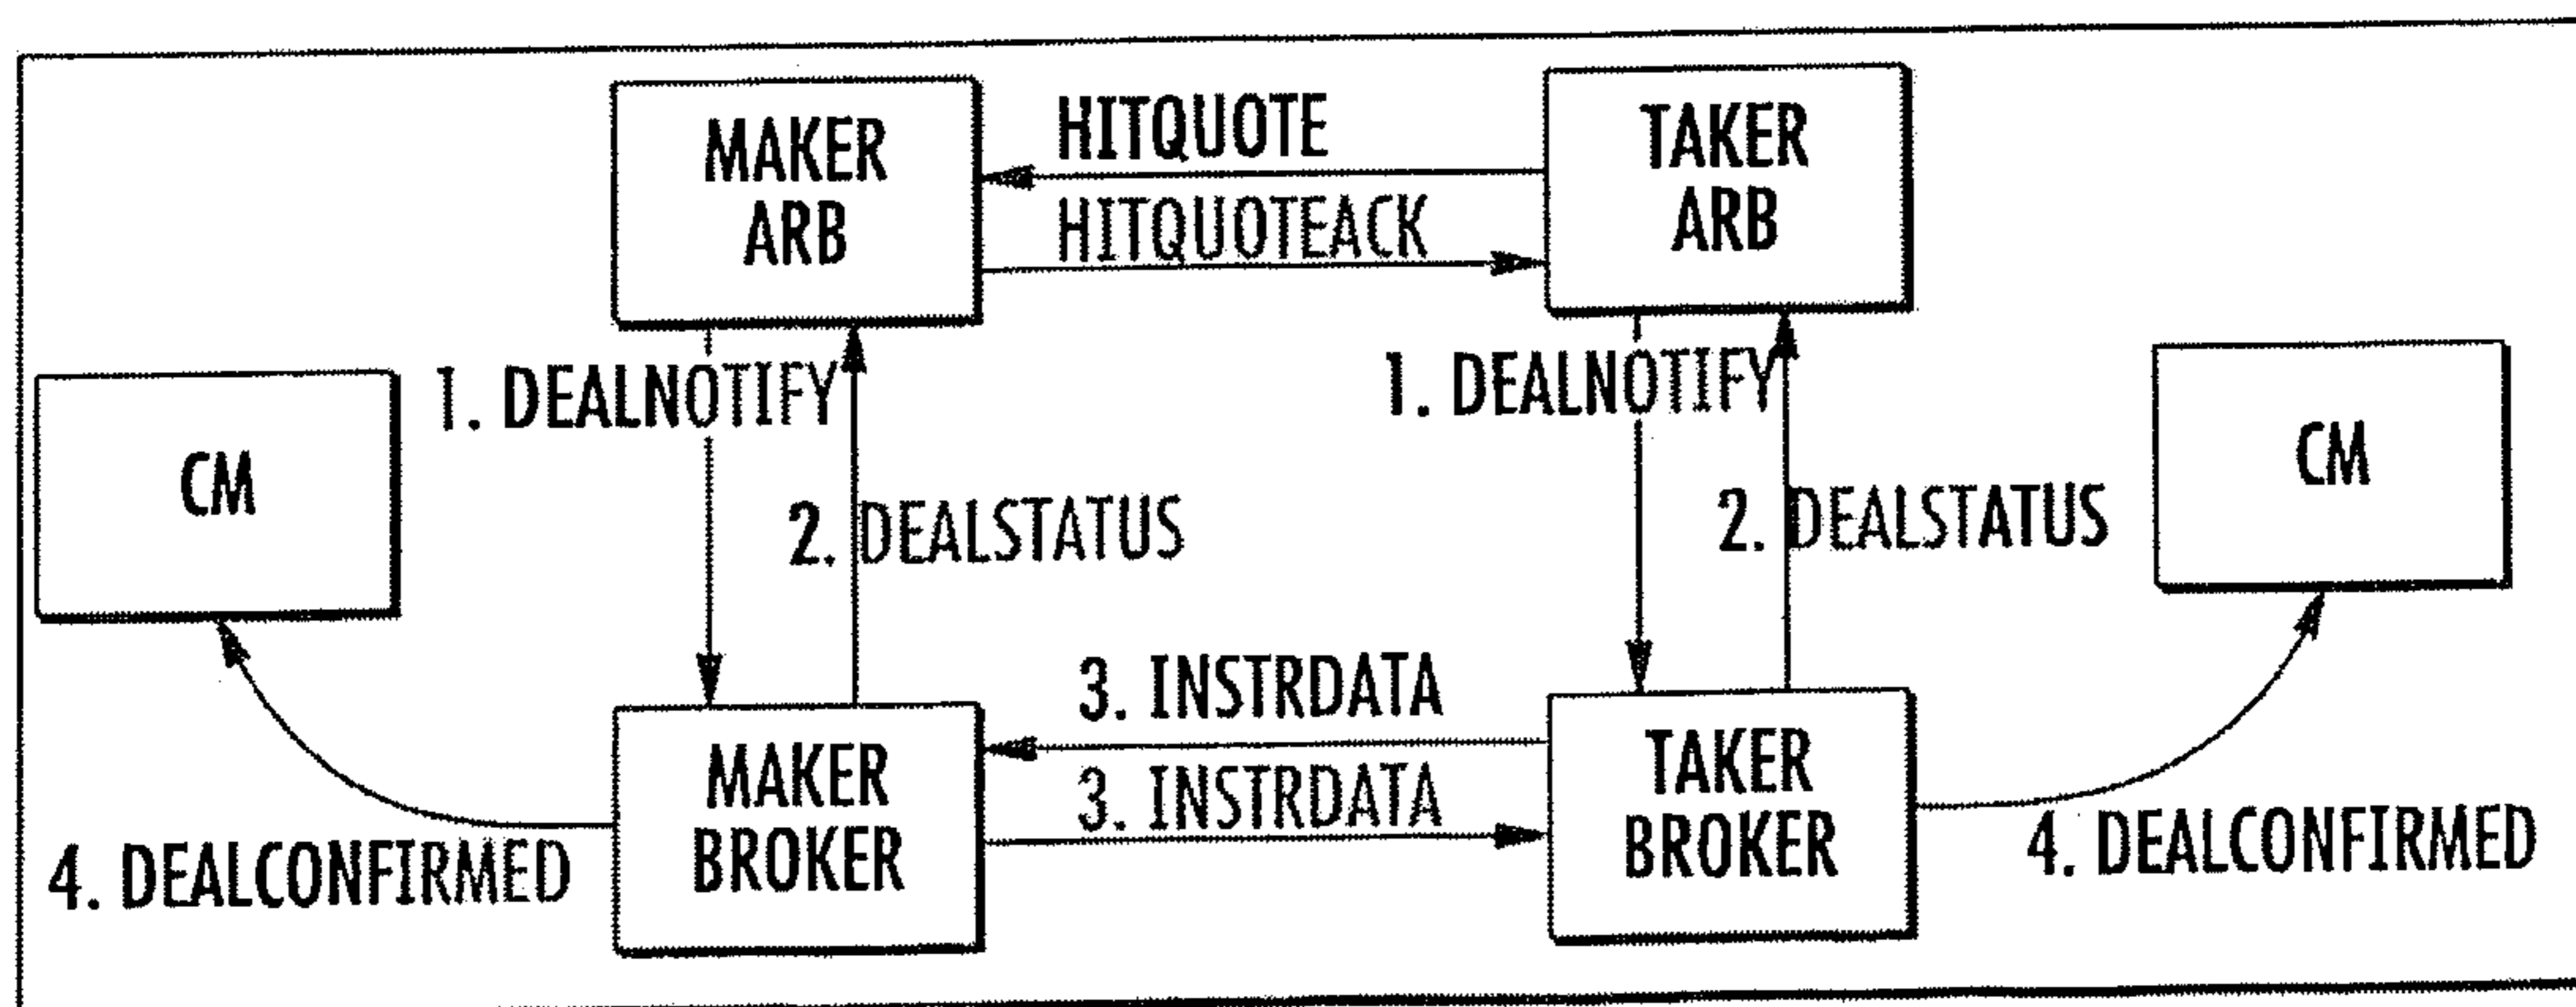 MAKER
ARB
HITQUOTE
HITQUOTEACK
TAKER
ARB
1. DEALNOTIFY
1. DEALNOTIFY
CM
2. DEALSTATUS
2. DEALSTATUS
CM
3. INSTRDATA
3. INSTRDATA
MAKER
BROKER
TAKER
BROKER
4. DEALCONFIRMED
4. DEALCONFIRMED